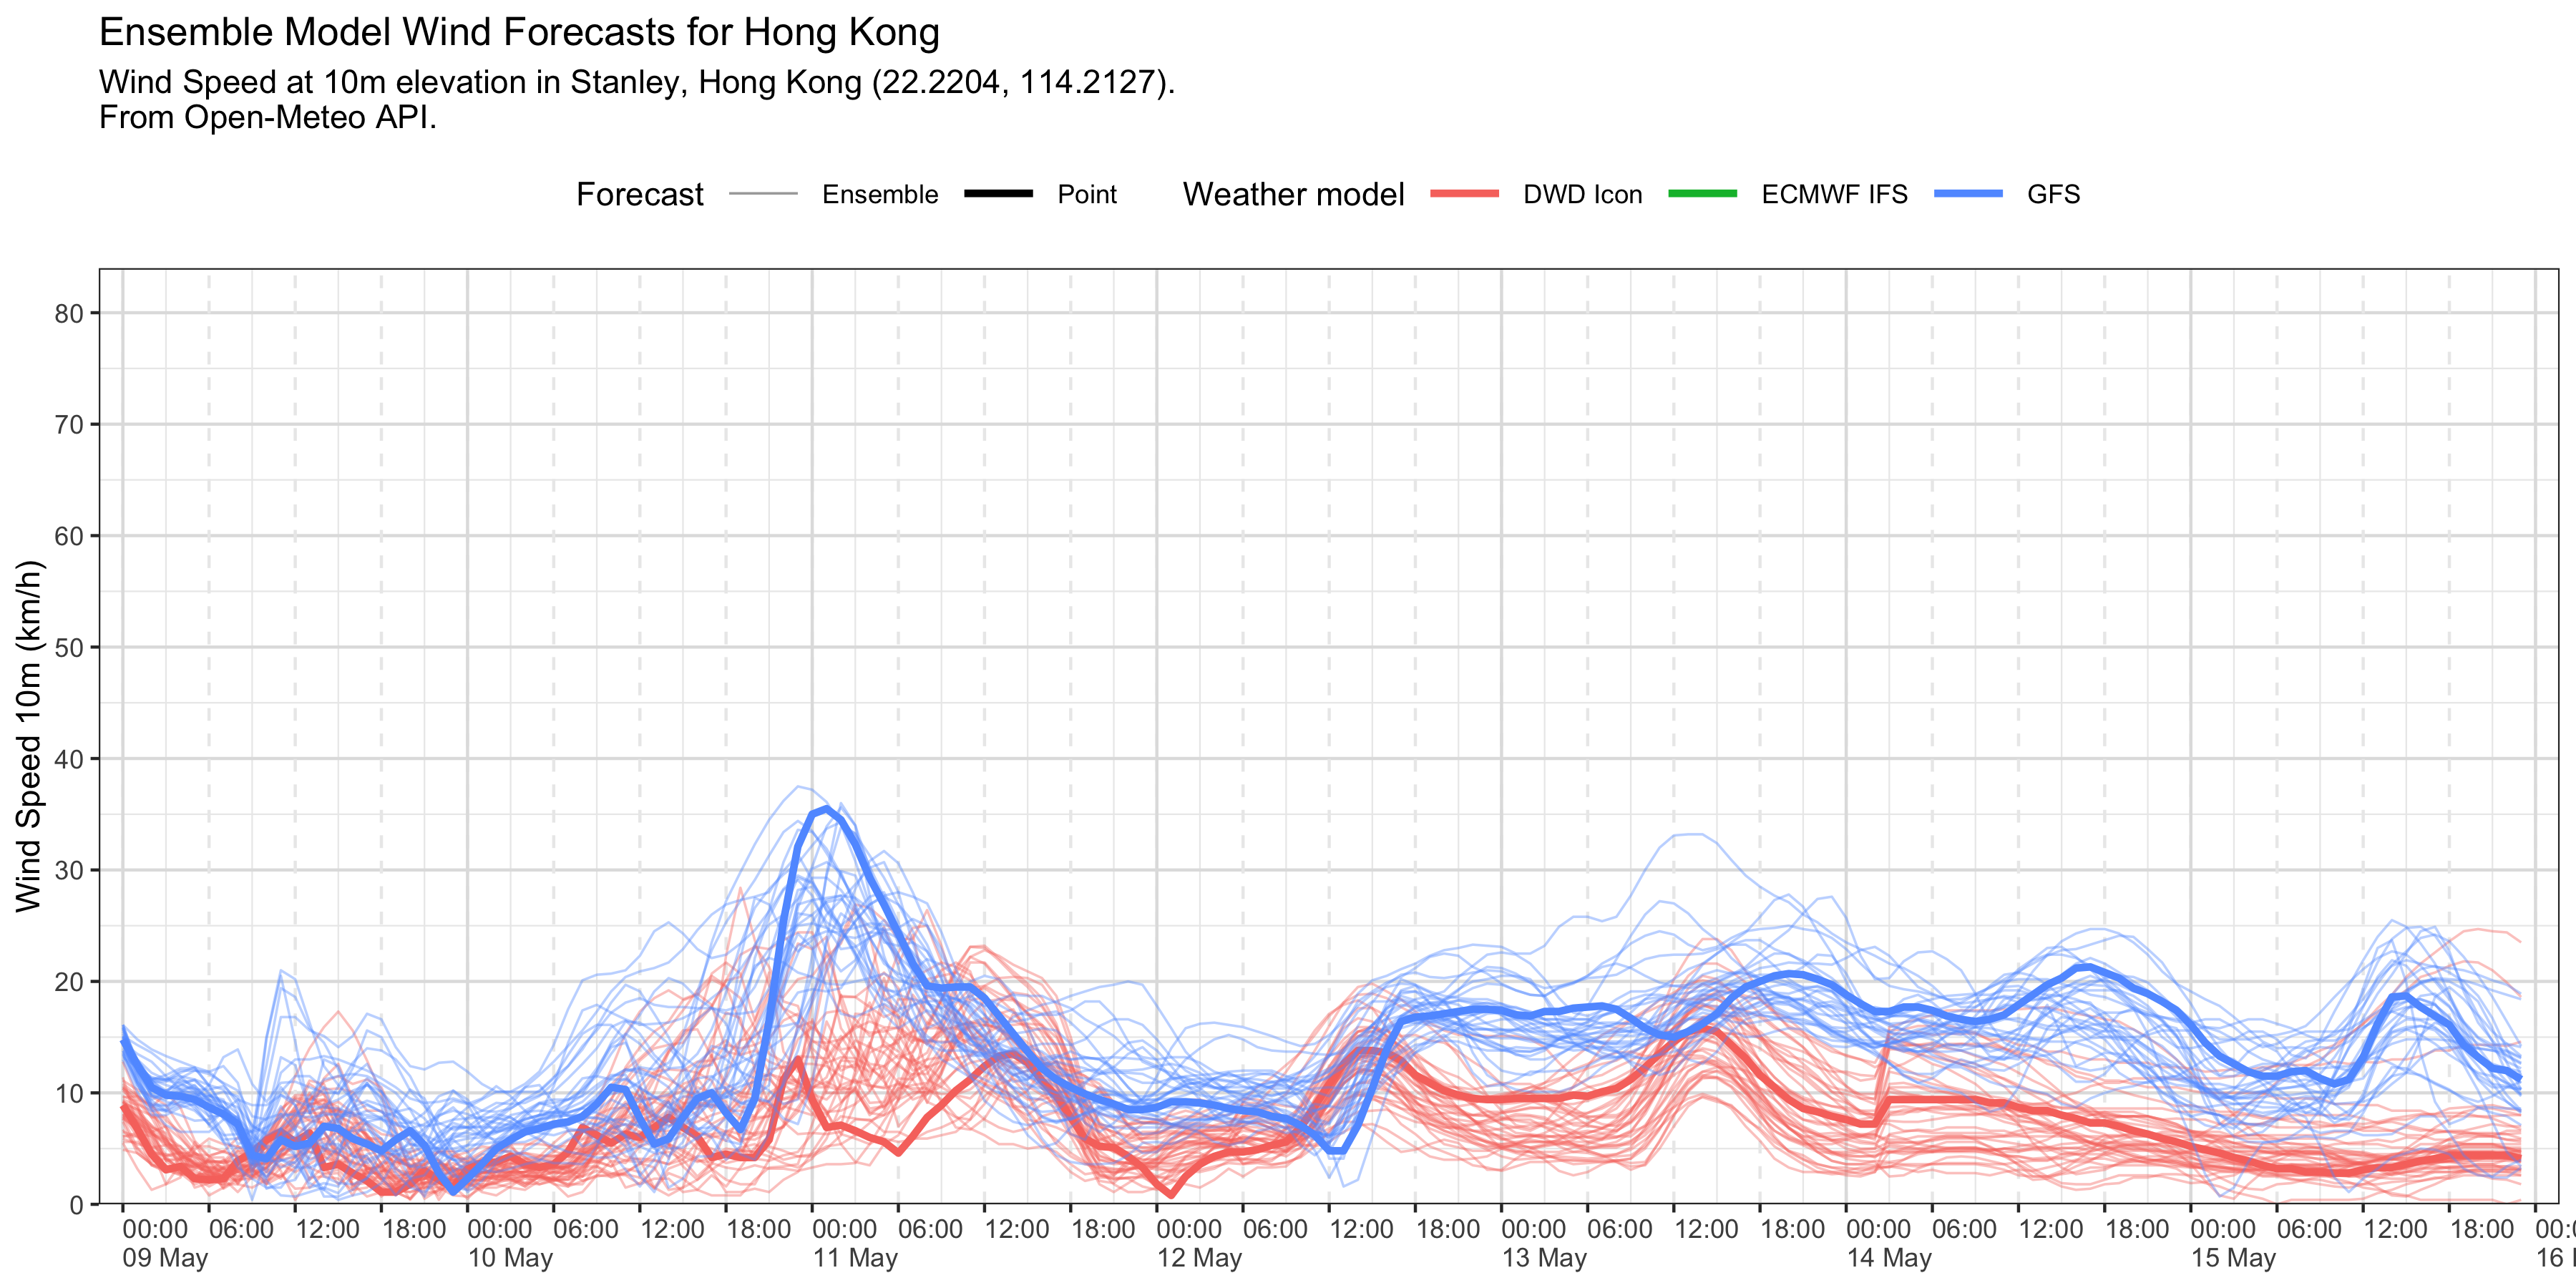 Ensemble Model Wind Forecasts for Hong Kong
Wind Speed at 10m elevation in Stanley, Hong Kong (22.2204, 114.2127).
From Open-Meteo API.
Forecast Ensemble Point Weather model DWD Icon ECMWF IFS GFS
Wind Speed 10m (km/h)
80
70
60
50
40
30
20
10
0
00:00 06:00 12:00 18:00 00:00 06:00 12:00 18:00 00:00 06:00 12:00 18:00 00:00 06:00 12:00 18:00 00:00 06:00 12:00 18:00 00:00 06:00 12:00 18:00 00:00 06:00 12:00 18:00
09 May 10 May 11 May 12 May 13 May 14 May 15 May 16